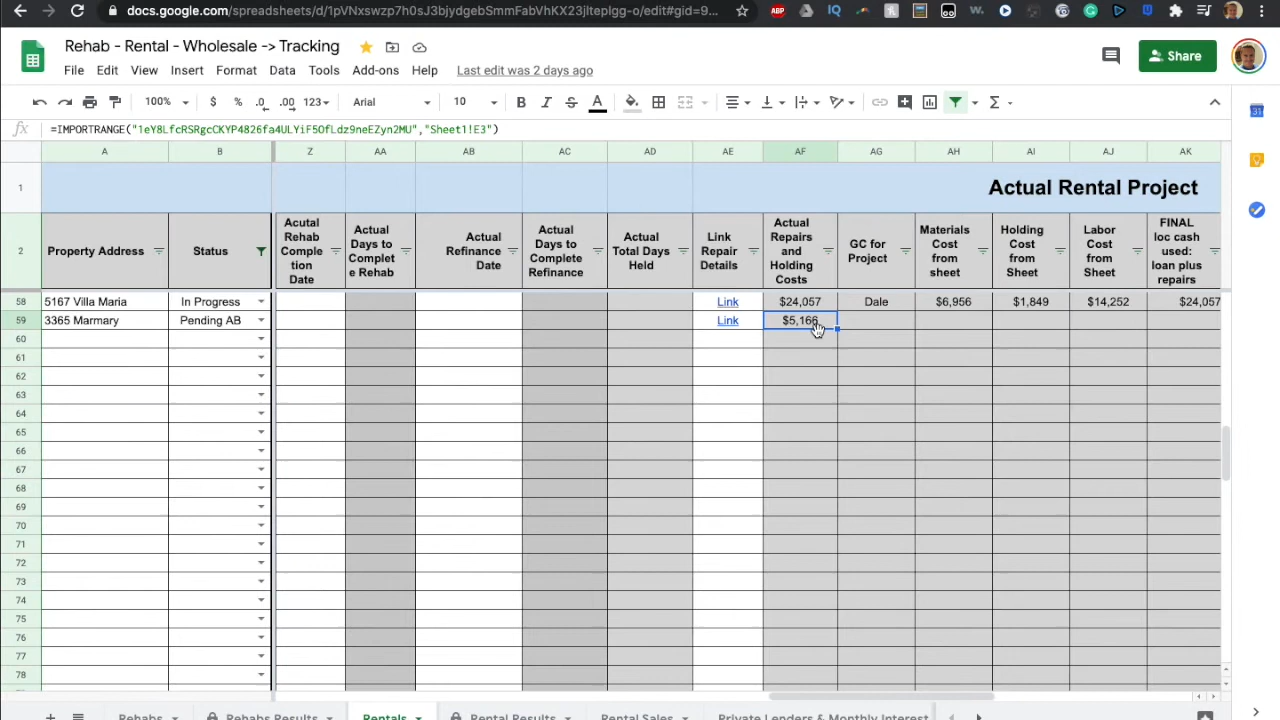 docs.google.com/spreadsheets/d/1pVNxswzp7h0sJ3bjydgebSmmFabVhKX23jlteplgg-o/edit#gid=9...
Rehab - Rental - Wholesale -> Tracking
File Edit View Insert Format Data Tools Add-ons Help Last edit was 2 days ago
Share
100% $ % .0 .00 123 Arial 10 B I S A
fx =IMPORTRANGE("1eY8LfcRSRgcCKYP4826fa4ULYiF5OfLdz9neEZyn2MU","Sheet1!E3")
A B Z AA AB AC AD AE AF AG AH AI AJ AK
1 Actual Rental Project
2 Property Address Status
Acutal Rehab Comple tion Date
Actual Days to Complet e Rehab
Actual Refinance Date
Actual Days to Complete Refinance
Actual Total Days Held
Link Repair Details
Actual Repairs and Holding Costs
GC for Project
Materials Cost from sheet
Holding Cost from Sheet
Labor Cost from Sheet
FINAL loc cash used: loan plus repairs
58 5167 Villa Maria In Progress Link $24,057 Dale $6,956 $1,849 $14,252 $24,057
59 3365 Marmary Pending AB Link $5,166
60
61
62
63
64
65
66
67
68
69
70
71
72
73
74
75
76
77
78
Rehabs Rehabs Results Rentals Rental Results Rental Sales Private Lenders & Monthly Interest